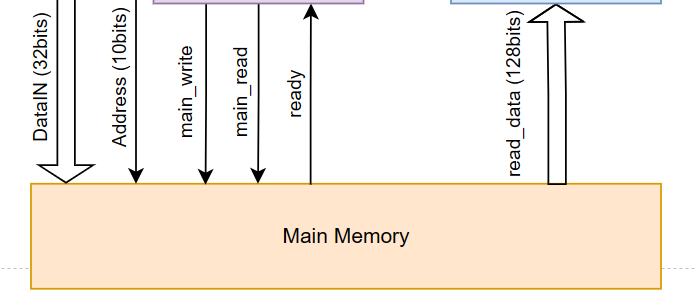 DataIN (32bits)
Address (10bits)
main_write
main_read
ready
read_data (128bits)
Main Memory